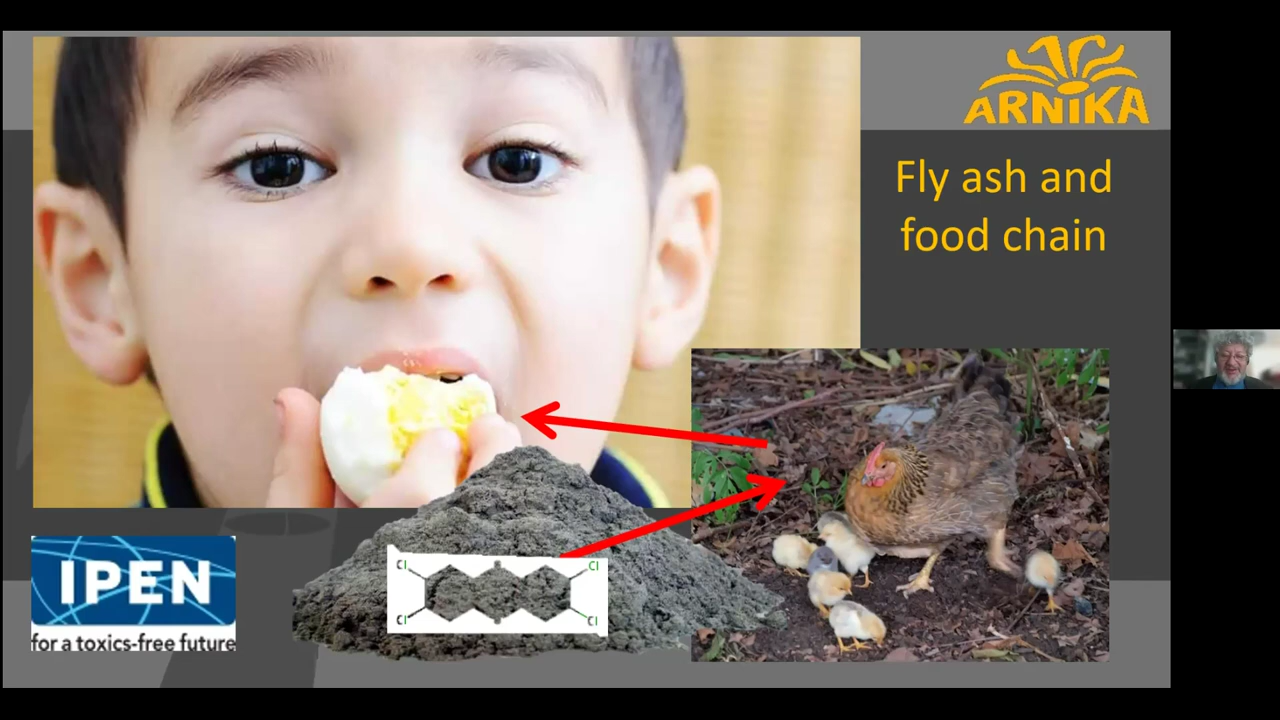 ARNIKA
Fly ash and
food chain
IPEN
for a toxics-free future
Cl
Cl
Cl
Cl